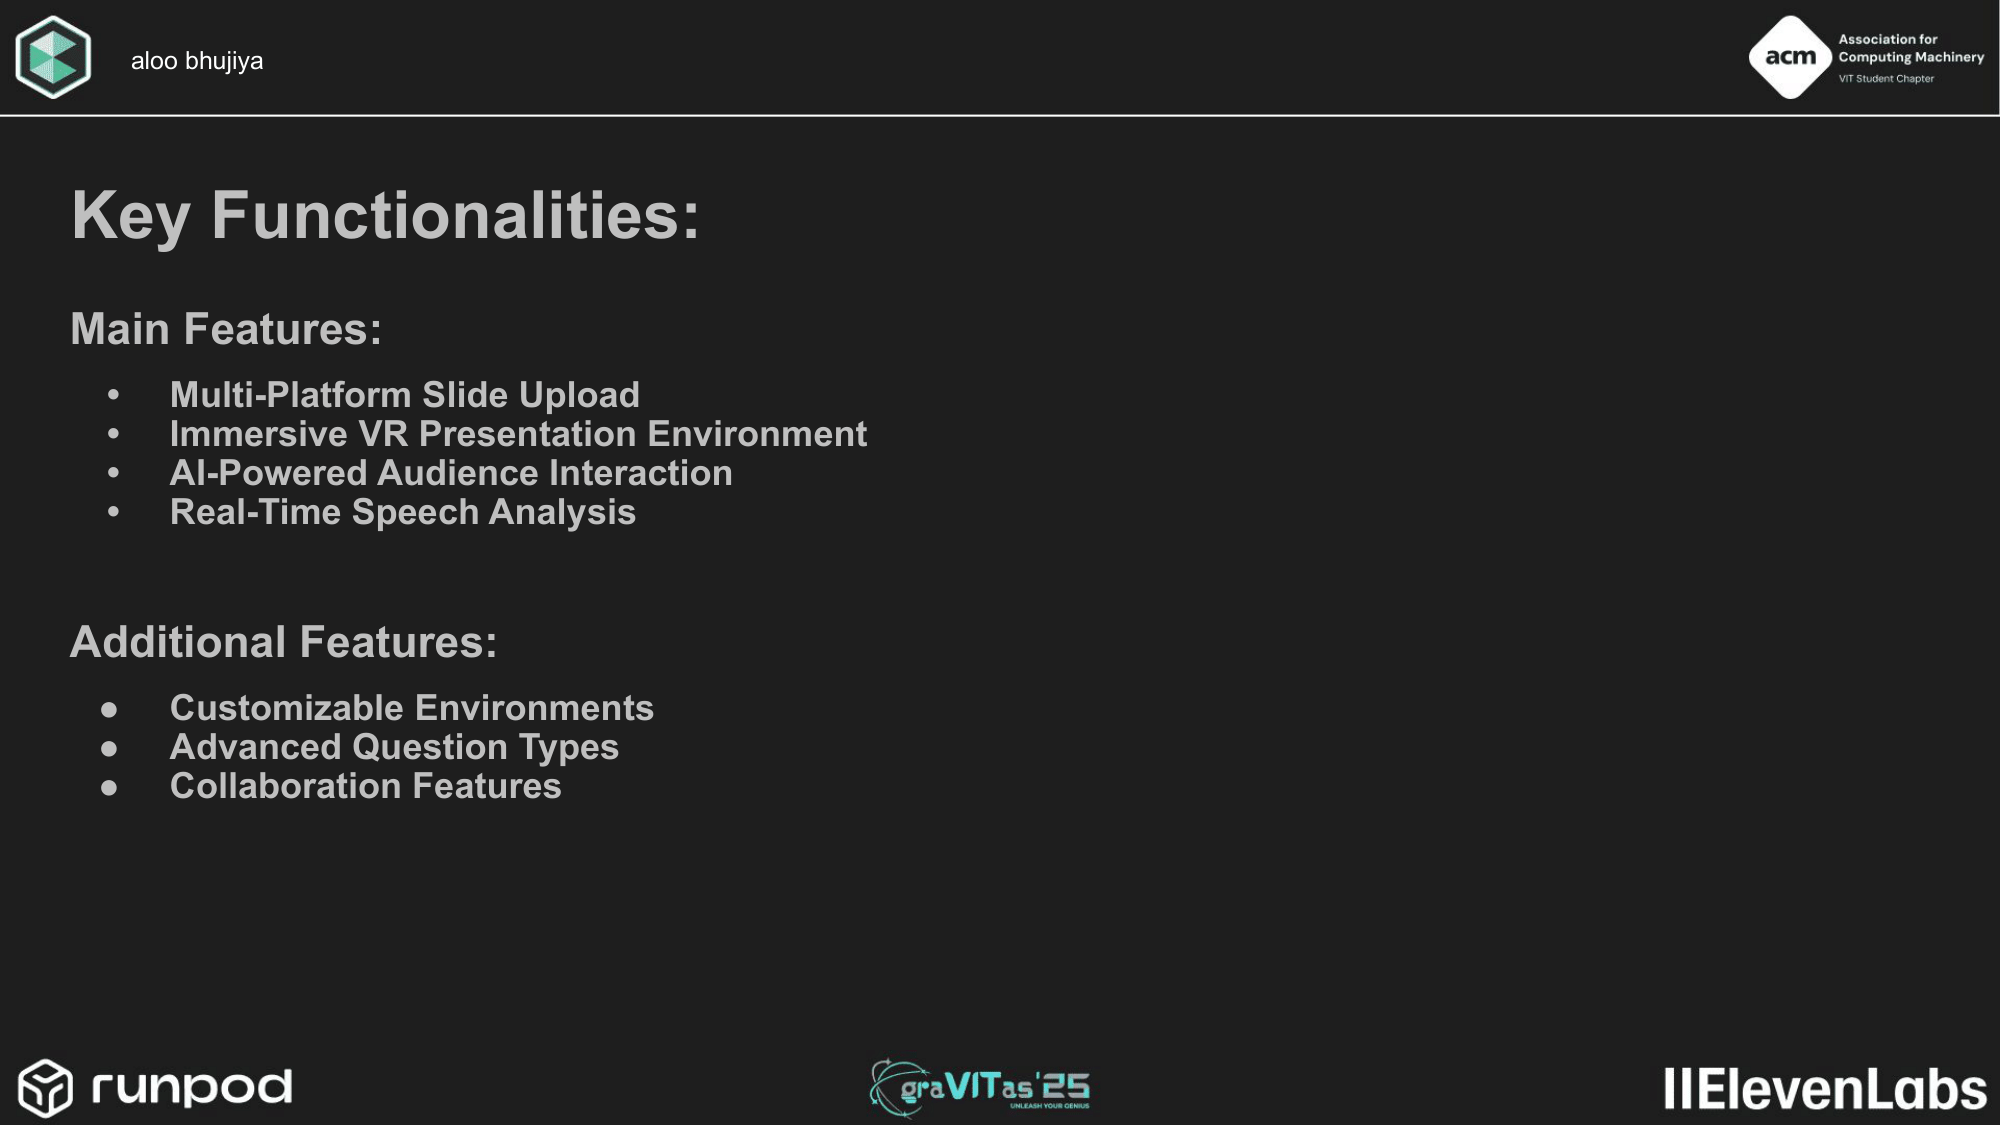 aloo bhujiya
acm
Association for
Computing Machinery
VIT Student Chapter
Key Functionalities:
Main Features:
• Multi-Platform Slide Upload
• Immersive VR Presentation Environment
• AI-Powered Audience Interaction
• Real-Time Speech Analysis
Additional Features:
● Customizable Environments
● Advanced Question Types
● Collaboration Features
runpod
graVITas'25
UNLEASH YOUR GENIUS
IIElevenLabs